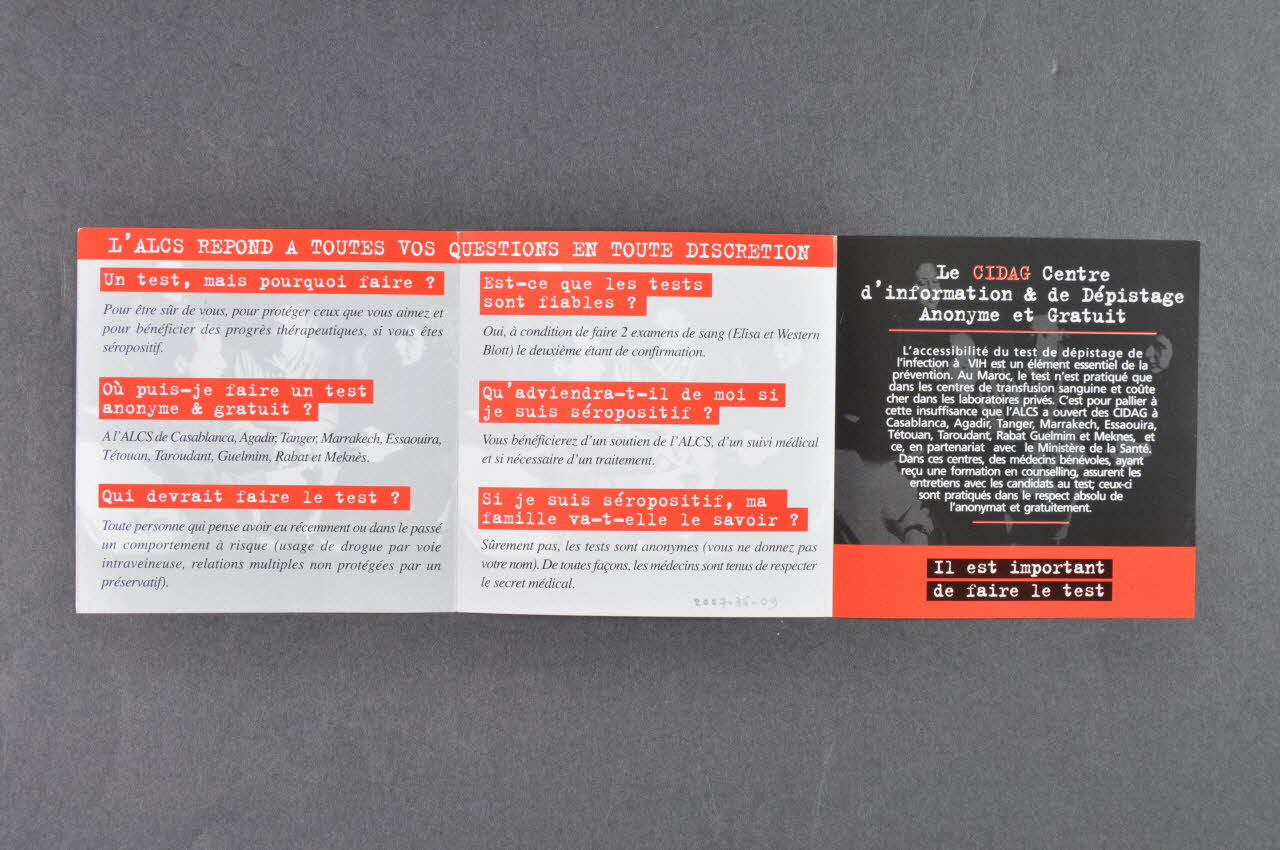 L'ALCS REPOND A TOUTES VOS QUESTIONS EN TOUTE DISCRETION
Un test, mais pourquoi faire ?
Pour être sûr de vous, pour protéger ceux que vous aimez et
pour bénéficier des progrès thérapeutiques, si vous êtes
séropositif.
Où puis-je faire un test
anonyme & gratuit ?
A l'ALCS de Casablanca, Agadir, Tanger, Marrakech, Essaouira,
Tétouan, Taroudant, Guelmim, Rabat et Meknès.
Qui devrait faire le test ?
Toute personne qui pense avoir eu récemment ou dans le passé
un comportement à risque (usage de drogue par voie
intraveineuse, relations multiples non protégées par un
préservatif).
Est-ce que les tests
sont fiables ?
Oui, à condition de faire 2 examens de sang (Elisa et Western
Blott) le deuxième étant de confirmation.
Qu'adviendra-t-il de moi si
je suis séropositif ?
Vous bénéficierez d'un soutien de l'ALCS, d'un suivi médical
et si nécessaire d'un traitement.
Si je suis séropositif, ma
famille va-t-elle le savoir ?
Sûrement pas, les tests sont anonymes (vous ne donnez pas
votre nom). De toutes façons, les médecins sont tenus de respecter
le secret médical.
2007-36-09
Le CIDAG Centre
d'information & de Dépistage
Anonyme et Gratuit
L'accessibilité du test de dépistage de
l'infection à VIH est un élément essentiel de la
prévention. Au Maroc, le test n'est pratiqué que
dans les centres de transfusion sanguine et coûte
cher dans les laboratoires privés. C'est pour pallier à
cette insuffisance que l'ALCS a ouvert des CIDAG à
Casablanca, Agadir, Tanger, Marrakech, Essaouira,
Tétouan, Taroudant, Rabat Guelmim et Meknes, et
ce, en partenariat avec le Ministère de la Santé.
Dans ces centres, des médecins bénévoles, ayant
reçu une formation en counselling, assurent les
entretiens avec les candidats au test; ceux-ci
sont pratiqués dans le respect absolu de
l'anonymat et gratuitement.
Il est important
de faire le test